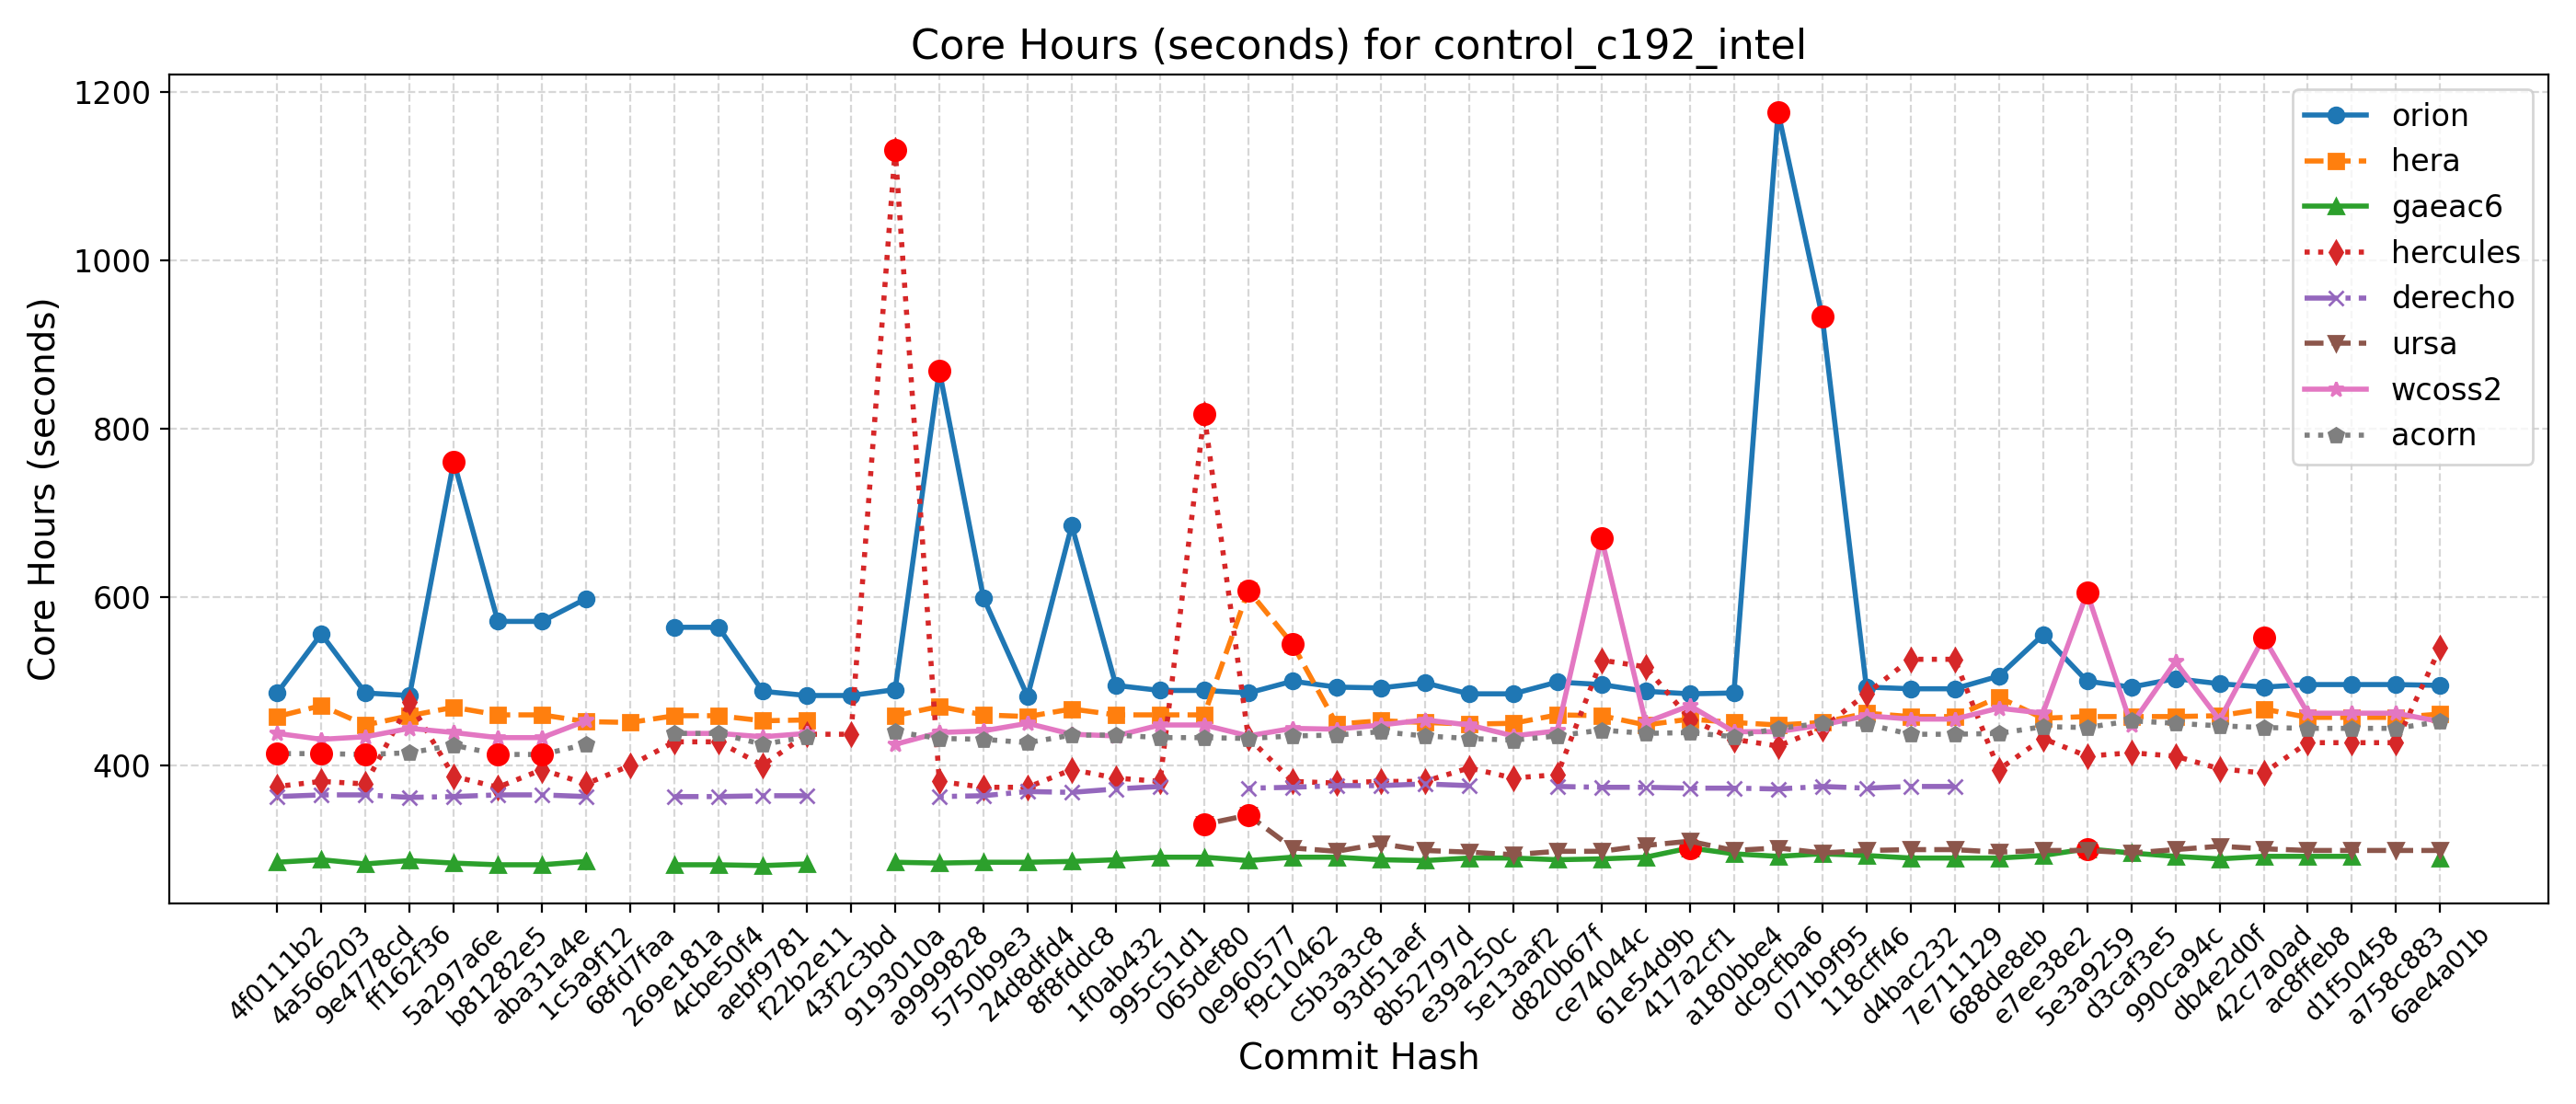 Core Hours (seconds) for control_c192_intel
Core Hours (seconds)
1200
1000
800
600
400
orion
hera
gaeac6
hercules
derecho
ursa
wcoss2
acorn
4f0111b2
4a566203
9e4778cd
ff162f36
5a297a6e
b81282e5
aba31a4e
1c5a9f12
68fd7faa
269e181a
4cbe50f4
aebf9781
f22b2e11
43f2c3bd
9193010a
a9999828
5750b9e3
24d8dfd4
8f8fddc8
1f0ab432
995c51d1
065def80
0e960577
f9c10462
c5b3a3c8
93d51aef
8b52797d
e39a250c
5e13aaf2
d820b67f
ce74044c
61e54d9b
417a2cf1
a180bbe4
dc9cfba6
071b9f95
118cff46
d4bac232
7e711129
688de8eb
e7ee38e2
5e3a9259
d3caf3e5
990ca94c
db4e2d0f
42c7a0ad
ac8ffeb8
d1f50458
a758c883
6ae4a01b
Commit Hash